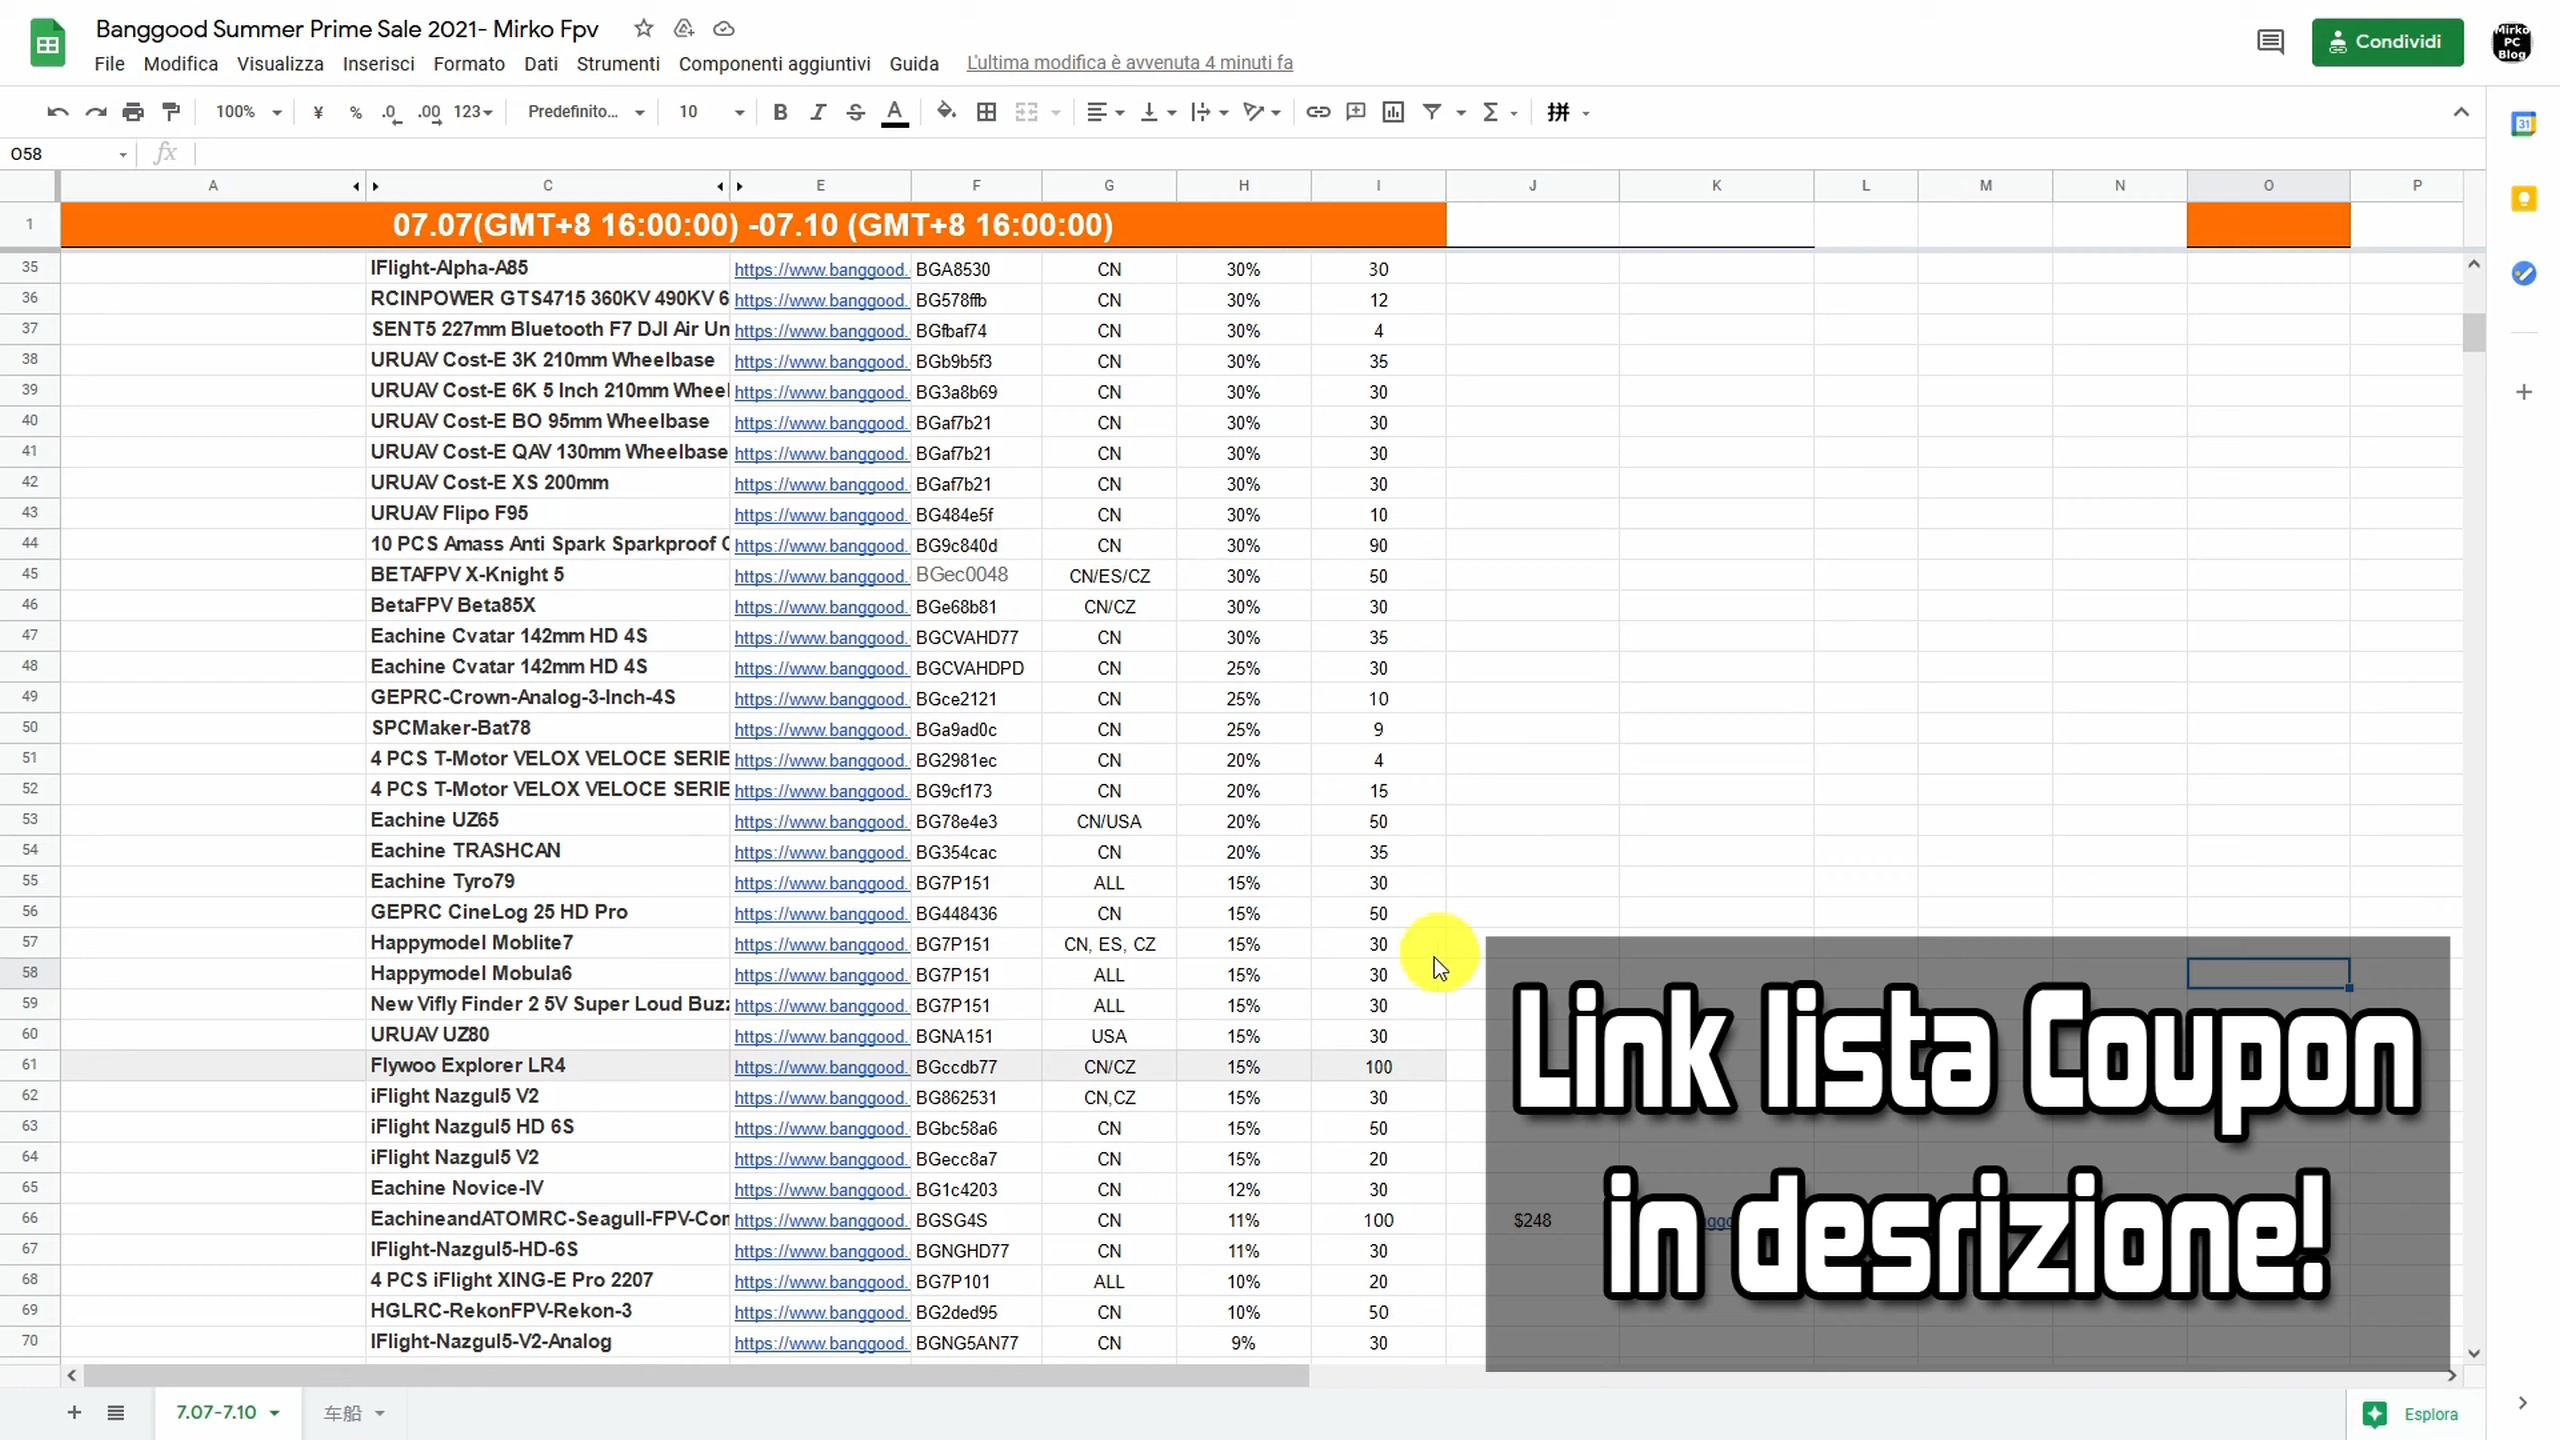 Banggood Summer Prime Sale 2021- Mirko Fpv
Condividi
Mirko PC Blog
File Modifica Visualizza Inserisci Formato Dati Strumenti Componenti aggiuntivi Guida L'ultima modifica è avvenuta 4 minuti fa
100% ¥ % .0 .00 123 Predefinito... 10 B I S A Σ 拼
31
O58 fx
A C E F G H I J K L M N O P
1 07.07(GMT+8 16:00:00) -07.10 (GMT+8 16:00:00)
35 IFlight-Alpha-A85 https://www.banggood. BGA8530 CN 30% 30
36 RCINPOWER GTS4715 360KV 490KV 6 https://www.banggood. BG578ffb CN 30% 12
37 SENT5 227mm Bluetooth F7 DJI Air Un https://www.banggood. BGfbaf74 CN 30% 4
38 URUAV Cost-E 3K 210mm Wheelbase https://www.banggood. BGb9b5f3 CN 30% 35
39 URUAV Cost-E 6K 5 Inch 210mm Wheel https://www.banggood. BG3a8b69 CN 30% 30
40 URUAV Cost-E BO 95mm Wheelbase https://www.banggood. BGaf7b21 CN 30% 30
41 URUAV Cost-E QAV 130mm Wheelbase https://www.banggood. BGaf7b21 CN 30% 30
42 URUAV Cost-E XS 200mm https://www.banggood. BGaf7b21 CN 30% 30
43 URUAV Flipo F95 https://www.banggood. BG484e5f CN 30% 10
44 10 PCS Amass Anti Spark Sparkproof C https://www.banggood. BG9c840d CN 30% 90
45 BETAFPV X-Knight 5 https://www.banggood. BGec0048 CN/ES/CZ 30% 50
46 BetaFPV Beta85X https://www.banggood. BGe68b81 CN/CZ 30% 30
47 Eachine Cvatar 142mm HD 4S https://www.banggood. BGCVAHD77 CN 30% 35
48 Eachine Cvatar 142mm HD 4S https://www.banggood. BGCVAHDPD CN 25% 30
49 GEPRC-Crown-Analog-3-Inch-4S https://www.banggood. BGce2121 CN 25% 10
50 SPCMaker-Bat78 https://www.banggood. BGa9ad0c CN 25% 9
51 4 PCS T-Motor VELOX VELOCE SERIE https://www.banggood. BG2981ec CN 20% 4
52 4 PCS T-Motor VELOX VELOCE SERIE https://www.banggood. BG9cf173 CN 20% 15
53 Eachine UZ65 https://www.banggood. BG78e4e3 CN/USA 20% 50
54 Eachine TRASHCAN https://www.banggood. BG354cac CN 20% 35
55 Eachine Tyro79 https://www.banggood. BG7P151 ALL 15% 30
56 GEPRC CineLog 25 HD Pro https://www.banggood. BG448436 CN 15% 50
57 Happymodel Moblite7 https://www.banggood. BG7P151 CN, ES, CZ 15% 30
58 Happymodel Mobula6 https://www.banggood. BG7P151 ALL 15% 30
59 New Vifly Finder 2 5V Super Loud Buzz https://www.banggood. BG7P151 ALL 15% 30
60 URUAV UZ80 https://www.banggood. BGNA151 USA 15% 30
61 Flywoo Explorer LR4 https://www.banggood. BGccdb77 CN/CZ 15% 100
62 iFlight Nazgul5 V2 https://www.banggood. BG862531 CN,CZ 15% 30
63 iFlight Nazgul5 HD 6S https://www.banggood. BGbc58a6 CN 15% 50
64 iFlight Nazgul5 V2 https://www.banggood. BGecc8a7 CN 15% 20
65 Eachine Novice-IV https://www.banggood. BG1c4203 CN 12% 30
66 EachineandATOMRC-Seagull-FPV-Con https://www.banggood. BGSG4S CN 11% 100 $248
67 IFlight-Nazgul5-HD-6S https://www.banggood. BGNGHD77 CN 11% 30
68 4 PCS iFlight XING-E Pro 2207 https://www.banggood. BG7P101 ALL 10% 20
69 HGLRC-RekonFPV-Rekon-3 https://www.banggood. BG2ded95 CN 10% 50
70 IFlight-Nazgul5-V2-Analog https://www.banggood. BGNG5AN77 CN 9% 30
Link lista Coupon
in desrizione!
7.07-7.10 车船 Esplora